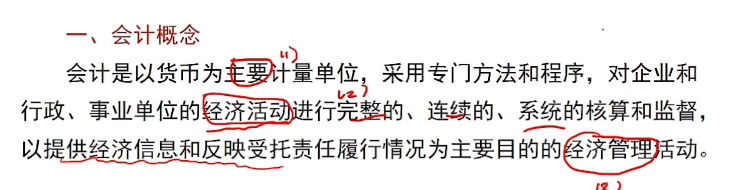 一、会计概念
(1)
会计是以货币为主要计量单位，采用专门方法和程序，对企业和
(2)
行政、事业单位的经济活动进行完整的、连续的、系统的核算和监督，
以提供经济信息和反映受托责任履行情况为主要目的的经济管理活动。
(3)